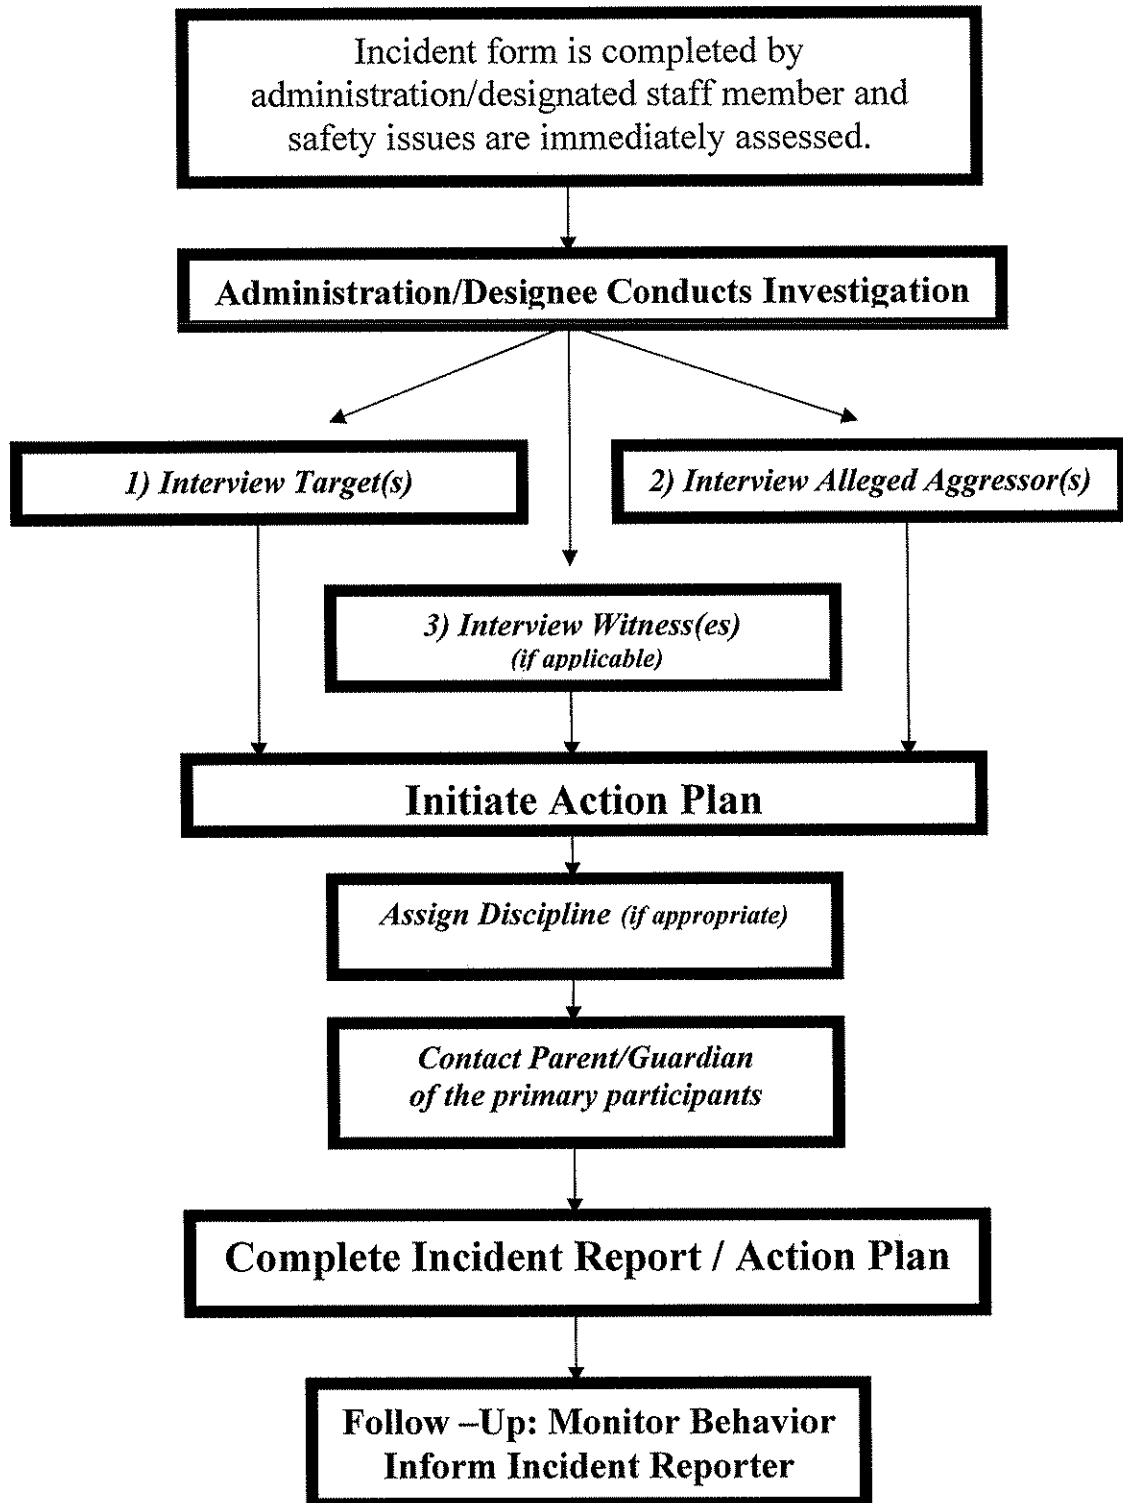 Incident form is completed by
administration/designated staff member and
safety issues are immediately assessed.
Administration/Designee Conducts Investigation
1) Interview Target(s)
2) Interview Alleged Aggressor(s)
3) Interview Witness(es)
(if applicable)
Initiate Action Plan
Assign Discipline (if appropriate)
Contact Parent/Guardian
of the primary participants
Complete Incident Report / Action Plan
Follow –Up: Monitor Behavior
Inform Incident Reporter